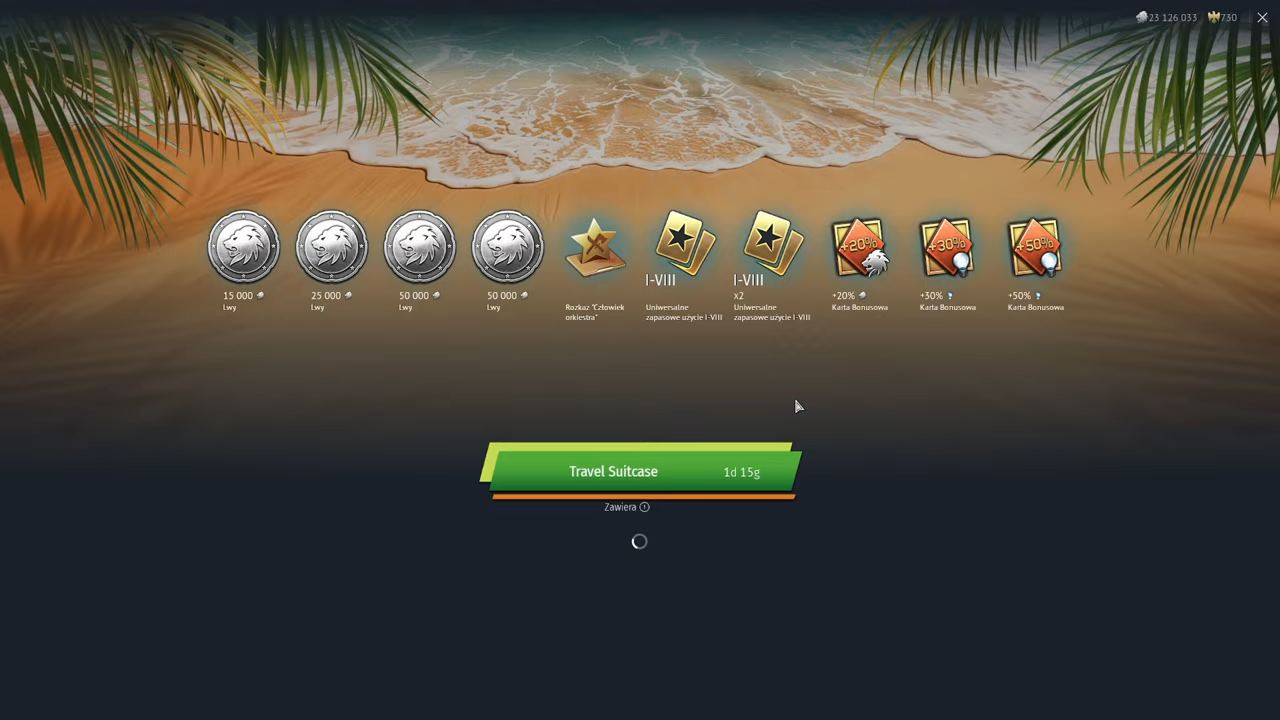 23 126 033 730
+20% +30% +50%
I-VIII I-VIII
15 000 25 000 50 000 50 000 x2 +20% +30% +50%
Lwy Lwy Lwy Lwy Rozkaz "Człowiek orkiestra" Uniwersalne zapasowe użycie I-VIII Uniwersalne zapasowe użycie I-VIII Karta Bonusowa Karta Bonusowa Karta Bonusowa
Travel Suitcase 1d 15g
Zawiera